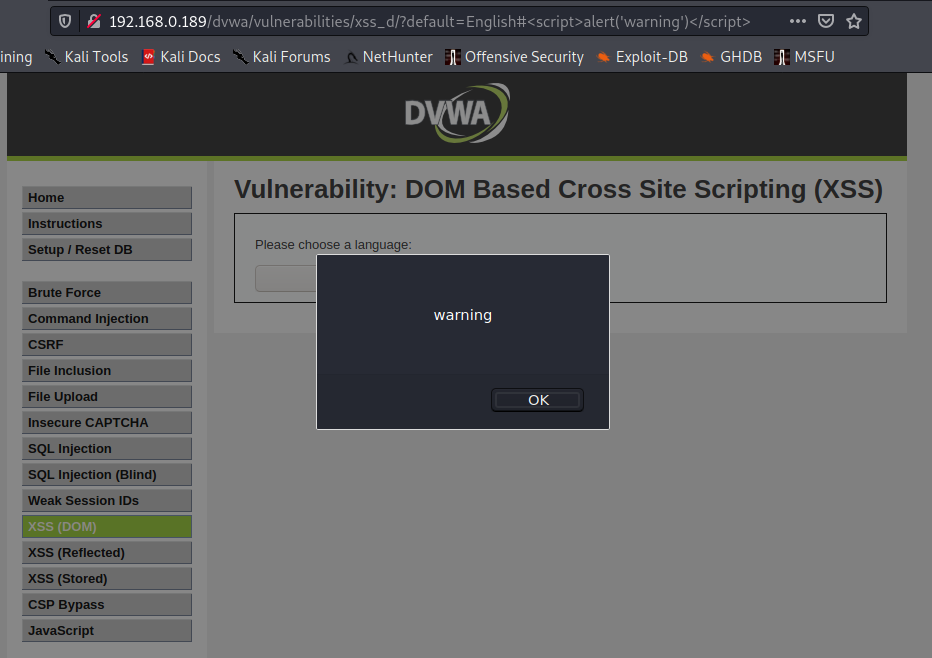 192.168.0.189/dvwa/vulnerabilities/xss_d/?default=English#<script>alert('warning')</script>
ining Kali Tools Kali Docs Kali Forums NetHunter Offensive Security Exploit-DB GHDB MSFU
DVWA
Vulnerability: DOM Based Cross Site Scripting (XSS)
Please choose a language:
warning
OK
Home
Instructions
Setup / Reset DB
Brute Force
Command Injection
CSRF
File Inclusion
File Upload
Insecure CAPTCHA
SQL Injection
SQL Injection (Blind)
Weak Session IDs
XSS (DOM)
XSS (Reflected)
XSS (Stored)
CSP Bypass
JavaScript